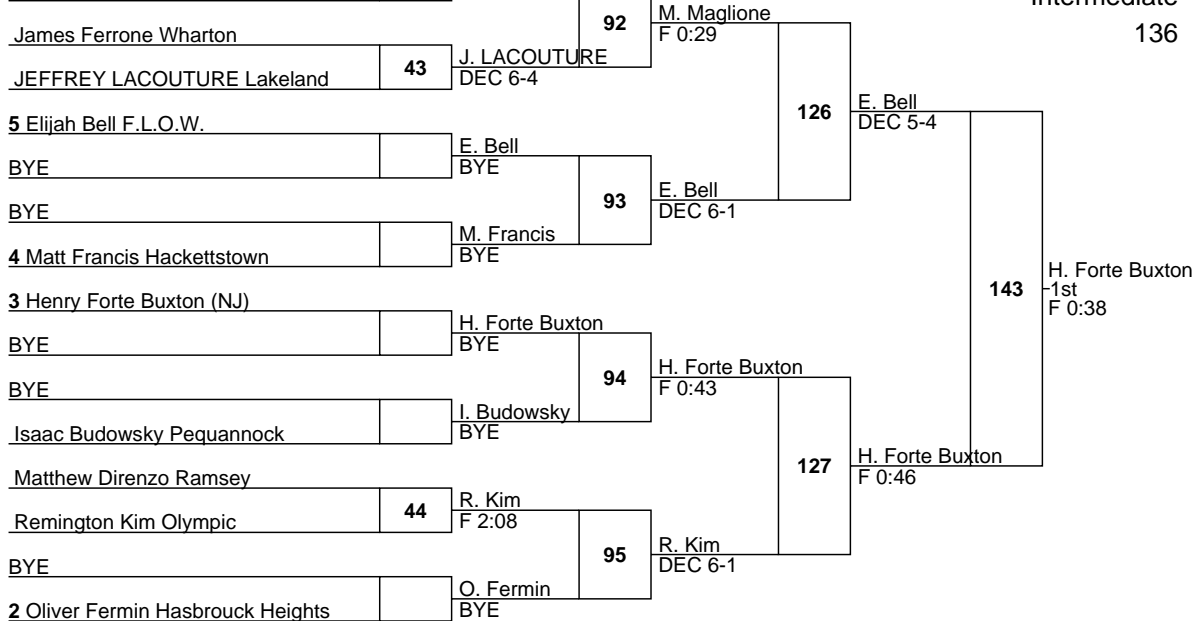 Intermediate
136
James Ferrone Wharton
JEFFREY LACOUTURE Lakeland
5 Elijah Bell F.L.O.W.
BYE
BYE
4 Matt Francis Hackettstown
3 Henry Forte Buxton (NJ)
BYE
BYE
Isaac Budowsky Pequannock
Matthew Direnzo Ramsey
Remington Kim Olympic
BYE
2 Oliver Fermin Hasbrouck Heights
43
44
J. LACOUTURE
DEC 6-4
E. Bell
BYE
M. Francis
BYE
H. Forte Buxton
BYE
I. Budowsky
BYE
R. Kim
F 2:08
O. Fermin
BYE
92
93
94
95
M. Maglione
F 0:29
E. Bell
DEC 6-1
H. Forte Buxton
F 0:43
R. Kim
DEC 6-1
126
127
E. Bell
DEC 5-4
H. Forte Buxton
F 0:46
143
H. Forte Buxton
1st
F 0:38